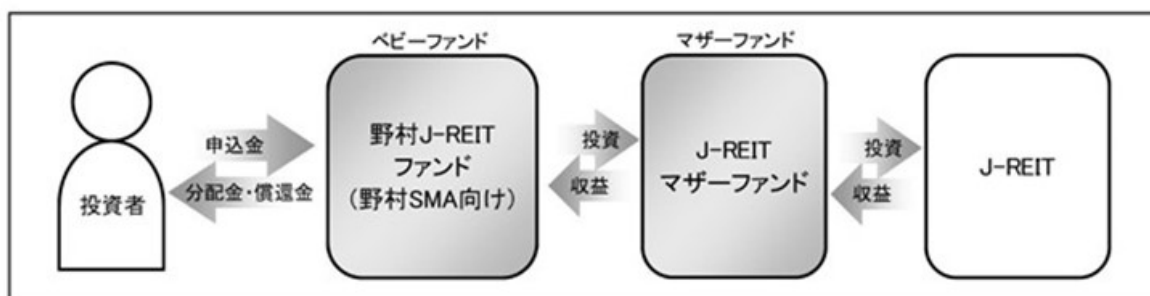 ベビーファンド
マザーファンド
投資者
申込金
分配金・償還金
野村J-REIT
ファンド
(野村SMA向け)
投資
収益
J-REIT
マザーファンド
投資
収益
J-REIT